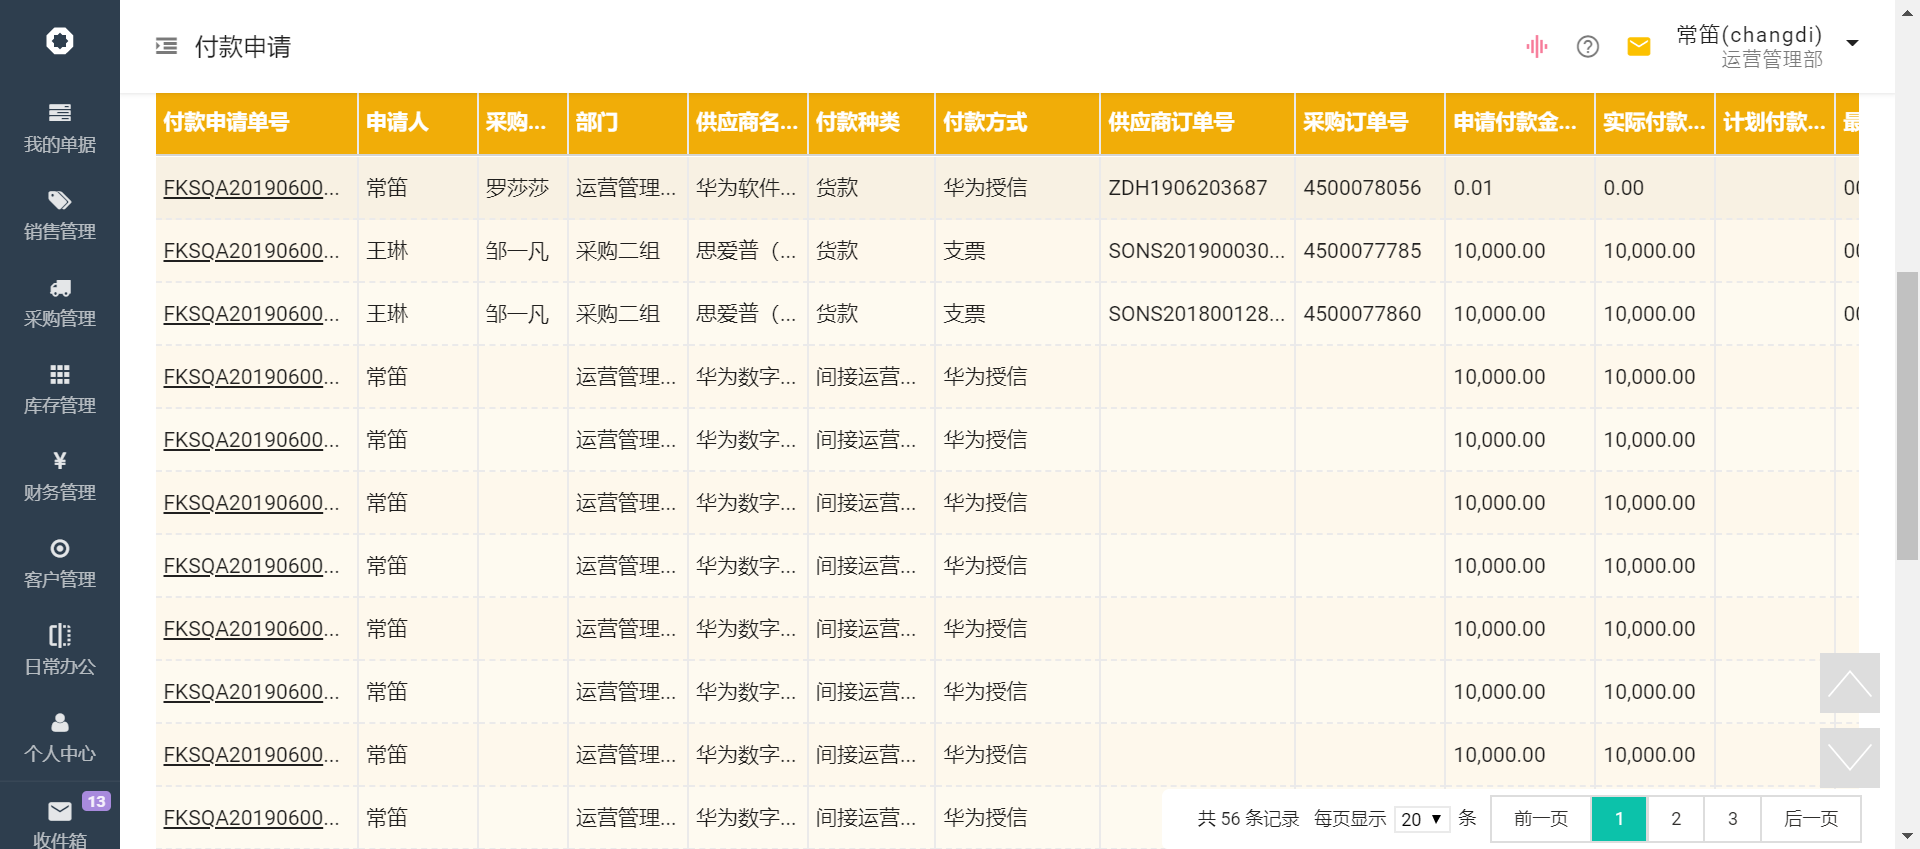 付款申请
常笛(changdi)
运营管理部
我的单据
销售管理
采购管理
库存管理
¥
财务管理
客户管理
日常办公
个人中心
13
收件箱
付款申请单号 申请人 采购... 部门 供应商名... 付款种类 付款方式 供应商订单号 采购订单号 申请付款金... 实际付款... 计划付款... 最
FKSQA20190600... 常笛 罗莎莎 运营管理... 华为软件... 货款 华为授信 ZDH1906203687 4500078056 0.01 0.00 00
FKSQA20190600... 王琳 邹一凡 采购二组 思爱普（... 货款 支票 SONS201900030... 4500077785 10,000.00 10,000.00 00
FKSQA20190600... 王琳 邹一凡 采购二组 思爱普（... 货款 支票 SONS201800128... 4500077860 10,000.00 10,000.00 00
FKSQA20190600... 常笛 运营管理... 华为数字... 间接运营... 华为授信 10,000.00 10,000.00
FKSQA20190600... 常笛 运营管理... 华为数字... 间接运营... 华为授信 10,000.00 10,000.00
FKSQA20190600... 常笛 运营管理... 华为数字... 间接运营... 华为授信 10,000.00 10,000.00
FKSQA20190600... 常笛 运营管理... 华为数字... 间接运营... 华为授信 10,000.00 10,000.00
FKSQA20190600... 常笛 运营管理... 华为数字... 间接运营... 华为授信 10,000.00 10,000.00
FKSQA20190600... 常笛 运营管理... 华为数字... 间接运营... 华为授信 10,000.00 10,000.00
FKSQA20190600... 常笛 运营管理... 华为数字... 间接运营... 华为授信 10,000.00 10,000.00
FKSQA20190600... 常笛 运营管理... 华为数字... 间接运营... 华为授信
共 56 条记录 每页显示 20 条 前一页 1 2 3 后一页